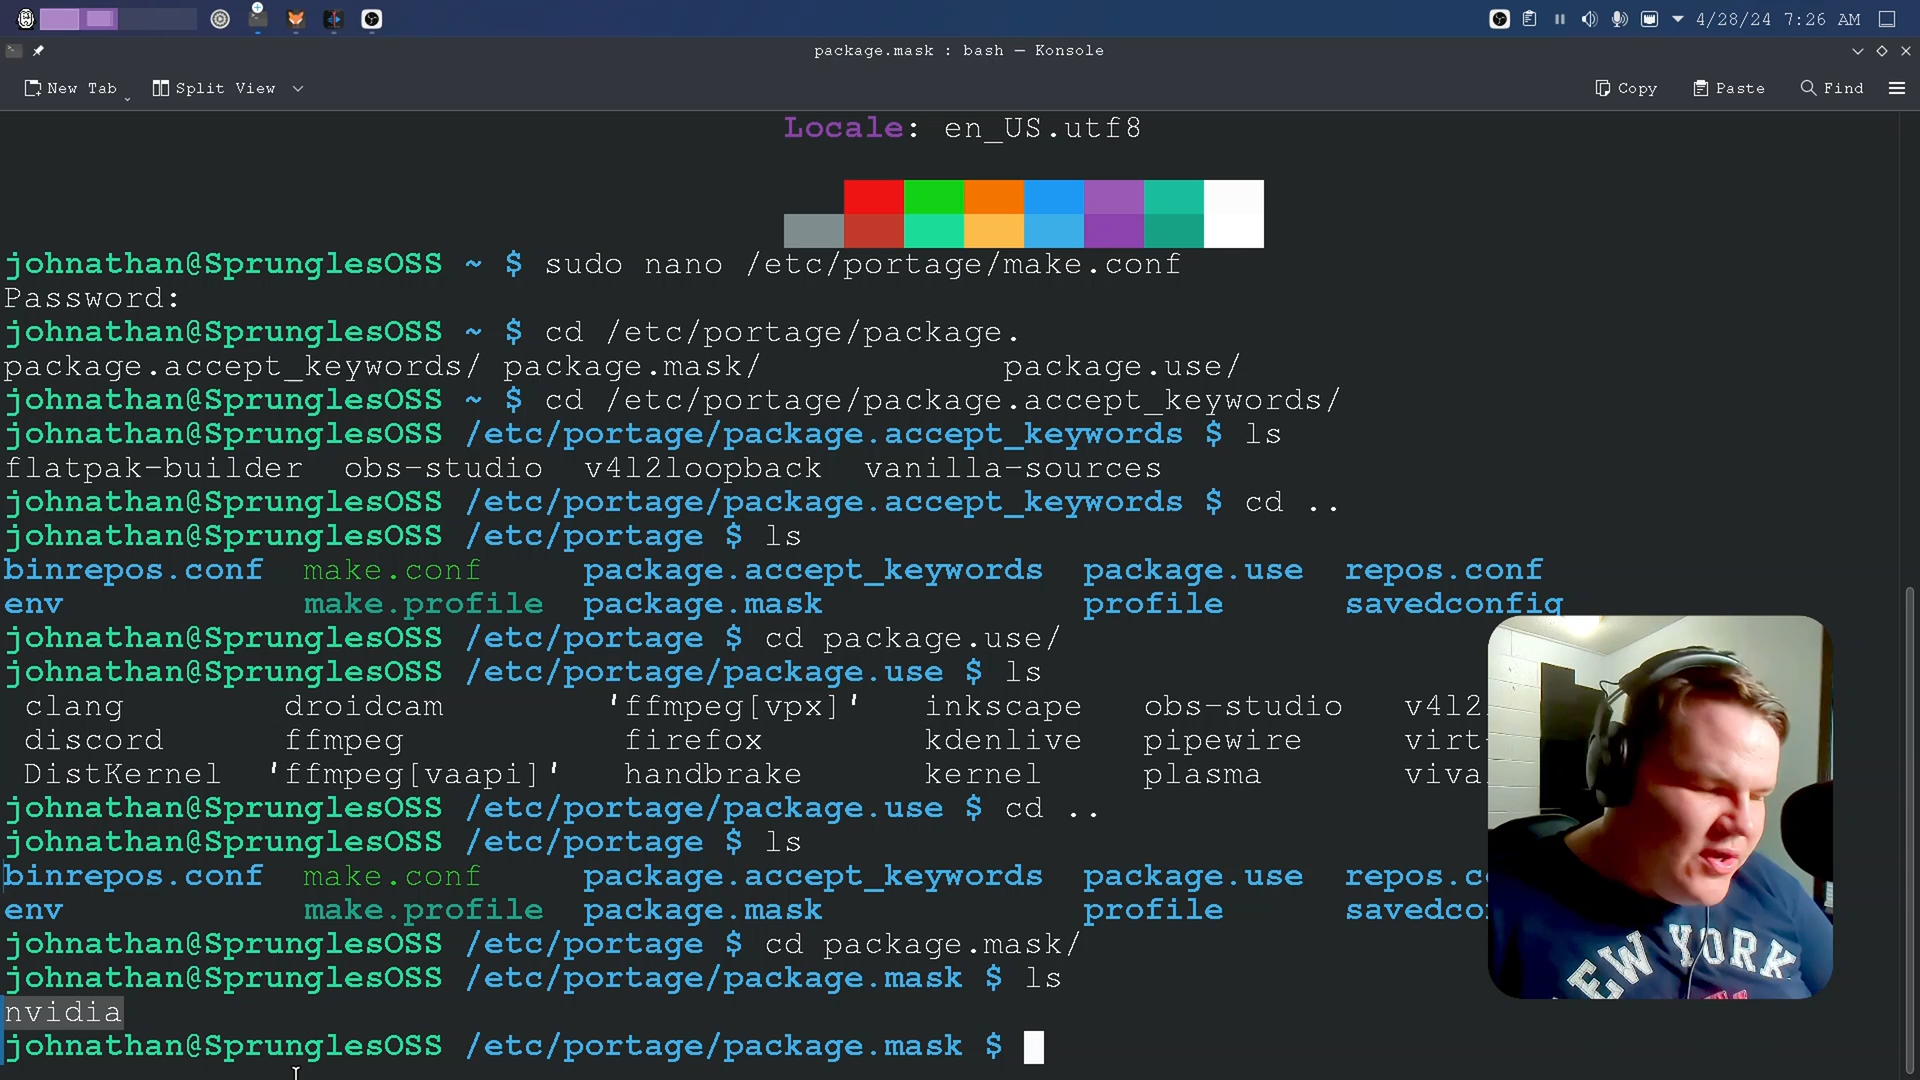 4/28/24 7:26 AM
package.mask : bash — Konsole
New Tab
Split View
Copy
Paste
Find
Locale: en_US.utf8
johnathan@SprunglesOSS ~ $ sudo nano /etc/portage/make.conf
Password:
johnathan@SprunglesOSS ~ $ cd /etc/portage/package.
package.accept_keywords/ package.mask/ package.use/
johnathan@SprunglesOSS ~ $ cd /etc/portage/package.accept_keywords/
johnathan@SprunglesOSS /etc/portage/package.accept_keywords $ ls
flatpak-builder obs-studio v4l2loopback vanilla-sources
johnathan@SprunglesOSS /etc/portage/package.accept_keywords $ cd ..
johnathan@SprunglesOSS /etc/portage $ ls
binrepos.conf make.conf package.accept_keywords package.use repos.conf
env make.profile package.mask profile savedconfig
johnathan@SprunglesOSS /etc/portage $ cd package.use/
johnathan@SprunglesOSS /etc/portage/package.use $ ls
clang droidcam 'ffmpeg[vpx]' inkscape obs-studio v4l2
discord ffmpeg firefox kdenlive pipewire virt
DistKernel 'ffmpeg[vaapi]' handbrake kernel plasma viva
johnathan@SprunglesOSS /etc/portage/package.use $ cd ..
johnathan@SprunglesOSS /etc/portage $ ls
binrepos.conf make.conf package.accept_keywords package.use repos.c
env make.profile package.mask profile savedco
johnathan@SprunglesOSS /etc/portage $ cd package.mask/
johnathan@SprunglesOSS /etc/portage/package.mask $ ls
nvidia
johnathan@SprunglesOSS /etc/portage/package.mask $
EW YORK